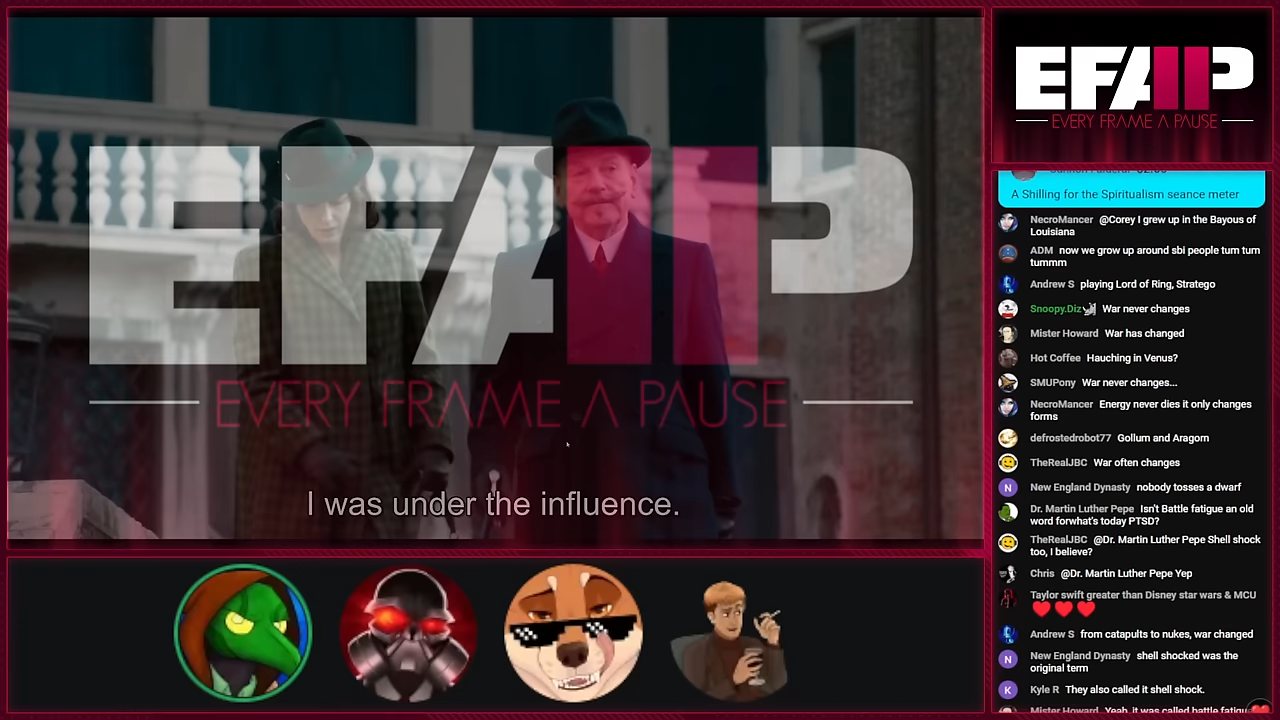 EFAP
EVERY FRAME A PAUSE
I was under the influence.
EFAP
EVERY FRAME A PAUSE
A Shilling for the Spiritualism seance meter
NecroMancer @Corey I grew up in the Bayous of
Louisiana
ADM now we grow up around sbi people tum tum
tummm
Andrew S playing Lord of Ring, Stratego
Snoopy.Diz War never changes
Mister Howard War has changed
Hot Coffee Hauching in Venus?
SMUPony War never changes...
NecroMancer Energy never dies it only changes
forms
defrostedrobot77 Gollum and Aragorn
TheRealJBC War often changes
N New England Dynasty nobody tosses a dwarf
Dr. Martin Luther Pepe Isn't Battle fatigue an old
word forwhat's today PTSD?
TheRealJBC @Dr. Martin Luther Pepe Shell shock
too, I believe?
Chris @Dr. Martin Luther Pepe Yep
Taylor swift greater than Disney star wars & MCU
Andrew S from catapults to nukes, war changed
N New England Dynasty shell shocked was the
original term
K Kyle R They also called it shell shock.
Mister Howard Yeah, it was called battle